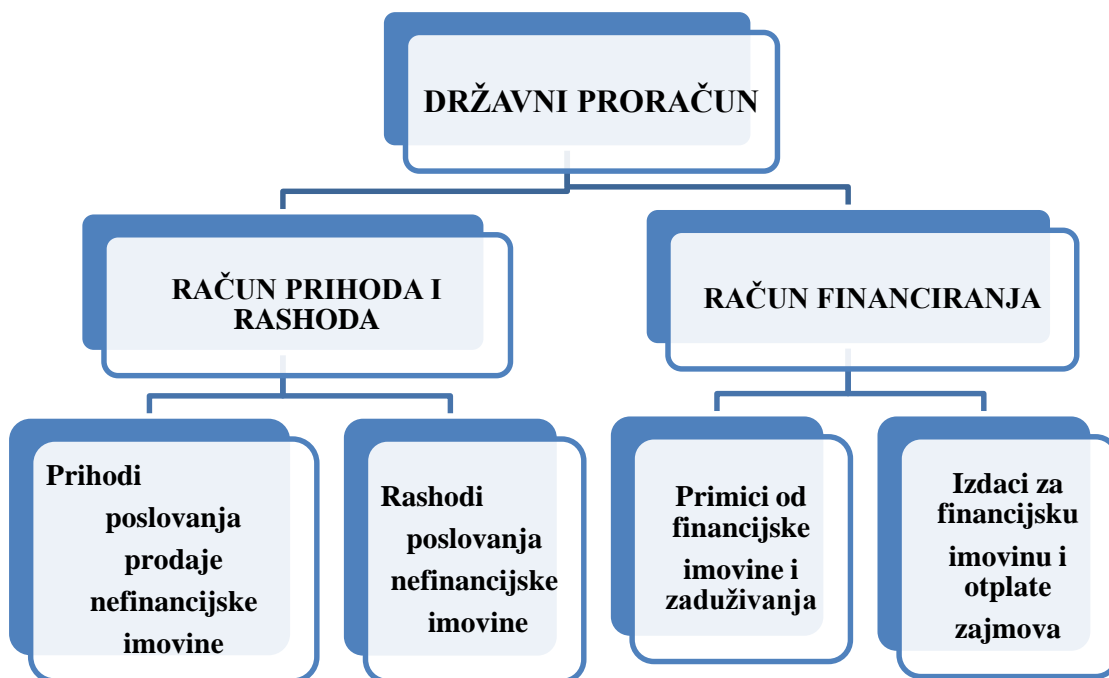 DRŽAVNI PRORAČUN
RAČUN PRIHODA I
RASHODA
RAČUN FINANCIRANJA
Prihodi
poslovanja
prodaje
nefinancijske
imovine
Rashodi
poslovanja
nefinancijske
imovine
Primici od
financijske
imovine i
zaduživanja
Izdaci za
financijsku
imovinu i
otplate
zajmova